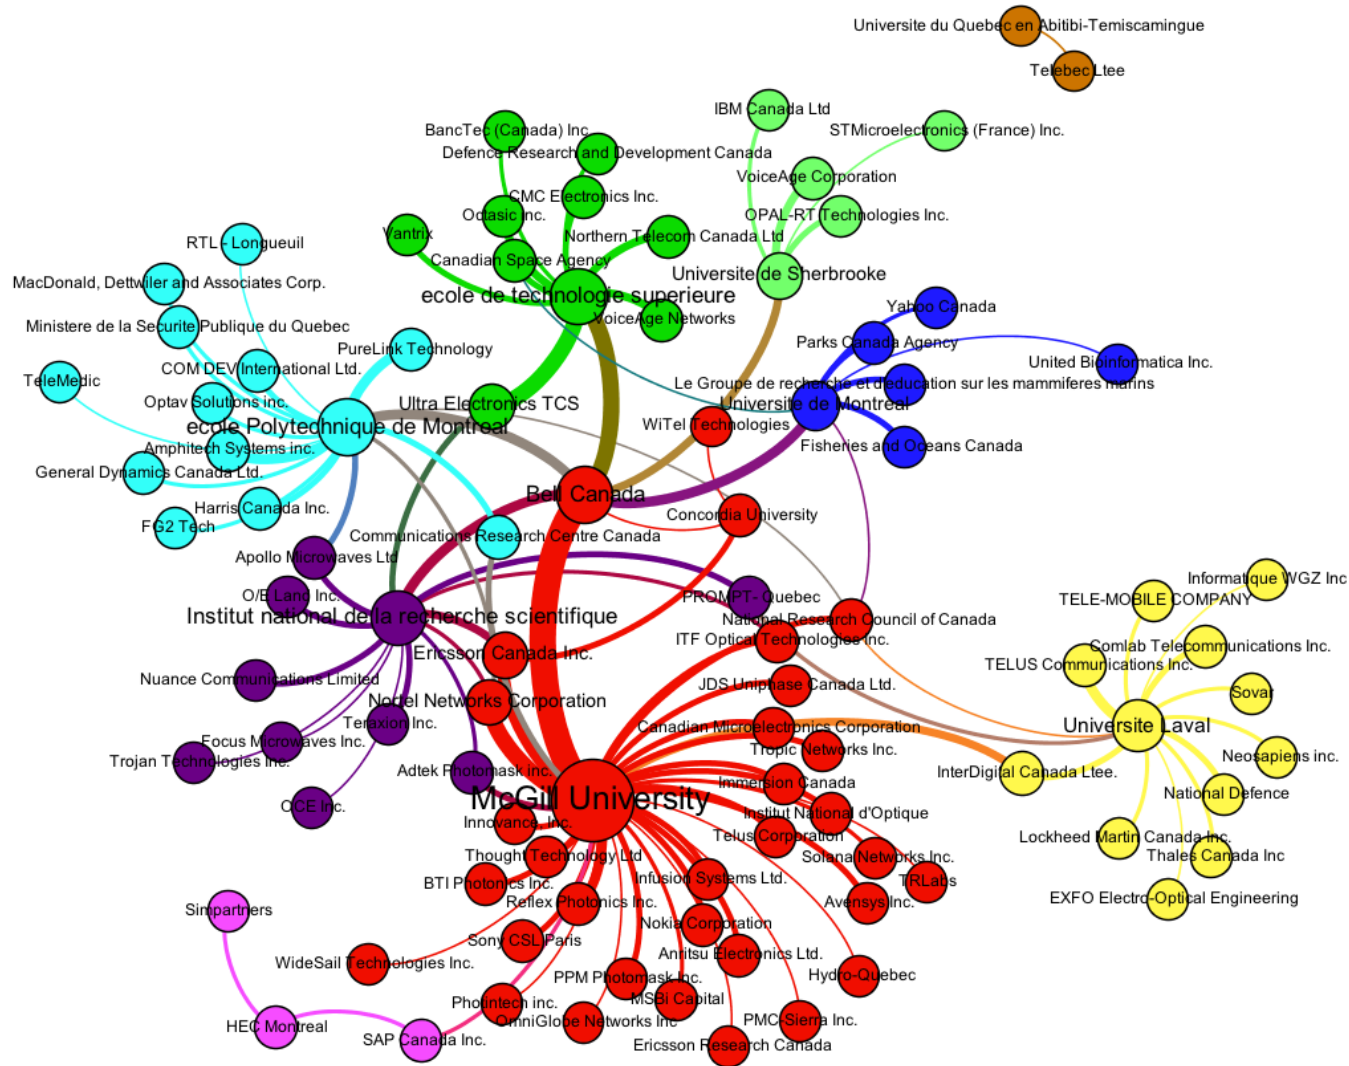 Universite du Quebec en Abitibi-Temiscamingue
Telebec Ltee
IBM Canada Ltd
STMicroelectronics (France) Inc.
BancTec (Canada) Inc.
Defence Research and Development Canada
VoiceAge Corporation
CMC Electronics Inc.
Octasic Inc.
OPAL-RT Technologies Inc.
Vantrix
Northern Telecom Canada Ltd
RTL - Longueuil
Canadian Space Agency
Universite de Sherbrooke
MacDonald, Dettwiler and Associates Corp.
ecole de technologie superieure
Yahoo Canada
VoiceAge Networks
Ministere de la Securite Publique du Quebec
Parks Canada Agency
PureLink Technology
United Bioinformatica Inc.
COM DEV International Ltd.
TeleMedic
Le Groupe de recherche et d'education sur les mammiferes marins
Optav Solutions inc.
Ultra Electronics TCS
Universite de Montreal
ecole Polytechnique de Montreal
WiTel Technologies
Amphitech Systems inc.
Fisheries and Oceans Canada
General Dynamics Canada Ltd.
Bell Canada
Harris Canada Inc.
Concordia University
FG2 Tech
Communications Research Centre Canada
Apollo Microwaves Ltd
Informatique WGZ Inc
O/E Land Inc.
PROMPT- Quebec
TELE-MOBILE COMPANY
Institut national de la recherche scientifique
National Research Council of Canada
ITF Optical Technologies Inc.
Comlab Telecommunications Inc.
Ericsson Canada Inc.
TELUS Communications Inc.
Nuance Communications Limited
JDS Uniphase Canada Ltd.
Sovar
Nortel Networks Corporation
Teraxion Inc.
Canadian Microelectronics Corporation
Universite Laval
Focus Microwaves Inc.
Tropic Networks Inc.
Trojan Technologies Inc.
Neosapiens inc.
Adtek Photomask inc.
InterDigital Canada Ltee.
Immersion Canada
National Defence
McGill University
OCE Inc.
Institut National d'Optique
Innovance, Inc.
Telus Corporation
Lockheed Martin Canada Inc.
Thought Technology Ltd
Solana Networks Inc.
Thales Canada Inc
BTI Photonics Inc.
Infusion Systems Ltd.
TRLabs
Reflex Photonics Inc.
Avensys Inc.
EXFO Electro-Optical Engineering
Simpartners
Nokia Corporation
Sony CSL Paris
Anritsu Electronics Ltd.
WideSail Technologies Inc.
PPM Photomask Inc.
Hydro-Quebec
MSBi Capital
Photintech inc.
OmniGlobe Networks Inc
PMC-Sierra Inc.
HEC Montreal
SAP Canada Inc.
Ericsson Research Canada